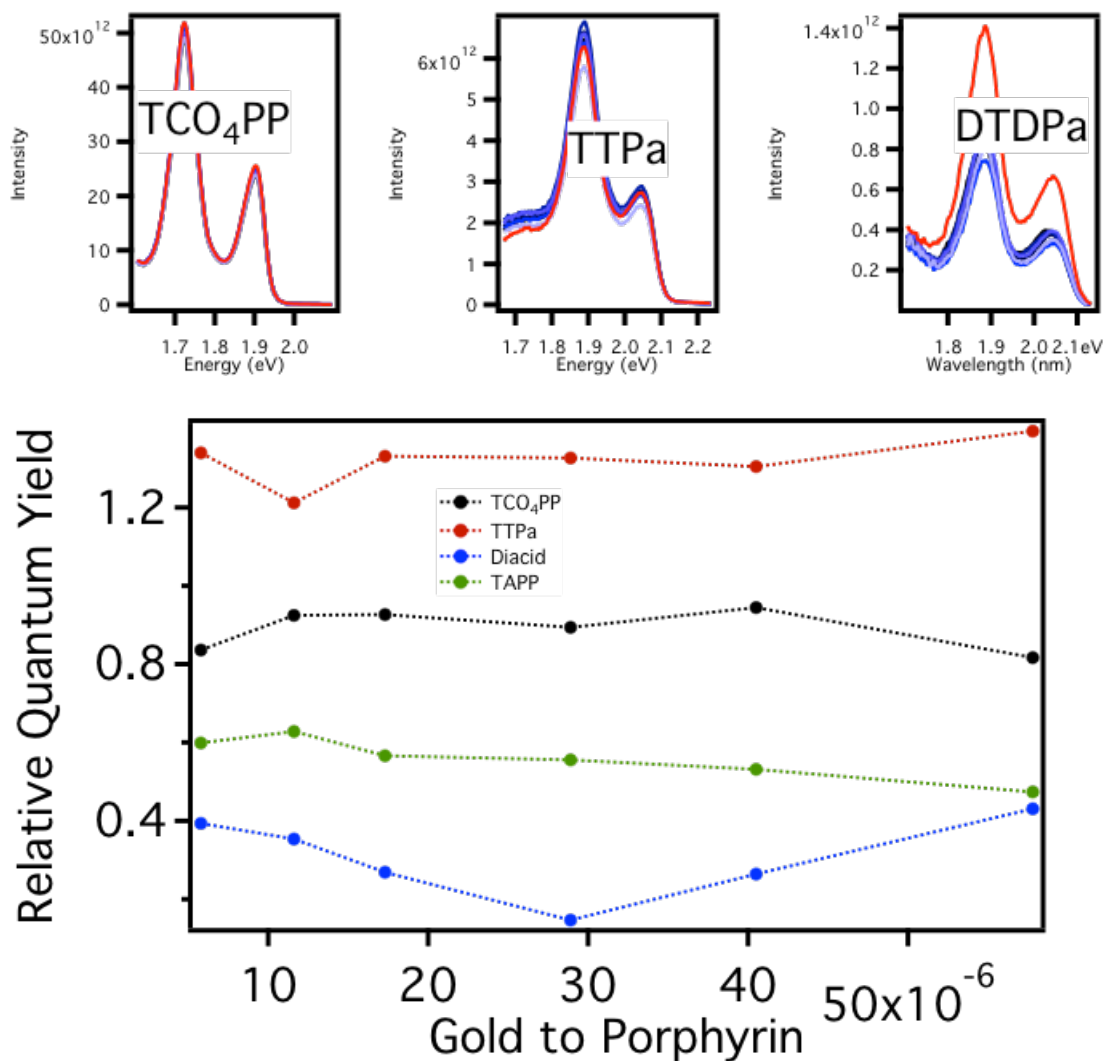 50x10¹²
40
30
20
10
0
Intensity
TCO₄PP
1.7 1.8 1.9 2.0
Energy (eV)
6x10¹²
5
4
3
2
1
0
Intensity
TTPa
1.7 1.8 1.9 2.0 2.1 2.2
Energy (eV)
1.4x10¹²
1.2
1.0
0.8
0.6
0.4
0.2
Intensity
DTDPa
1.8 1.9 2.0 2.1eV
Wavelength (nm)
Relative Quantum Yield
1.2
0.8
0.4
TCO₄PP
TTPa
Diacid
TAPP
10 20 30 40 50x10⁻⁶
Gold to Porphyrin